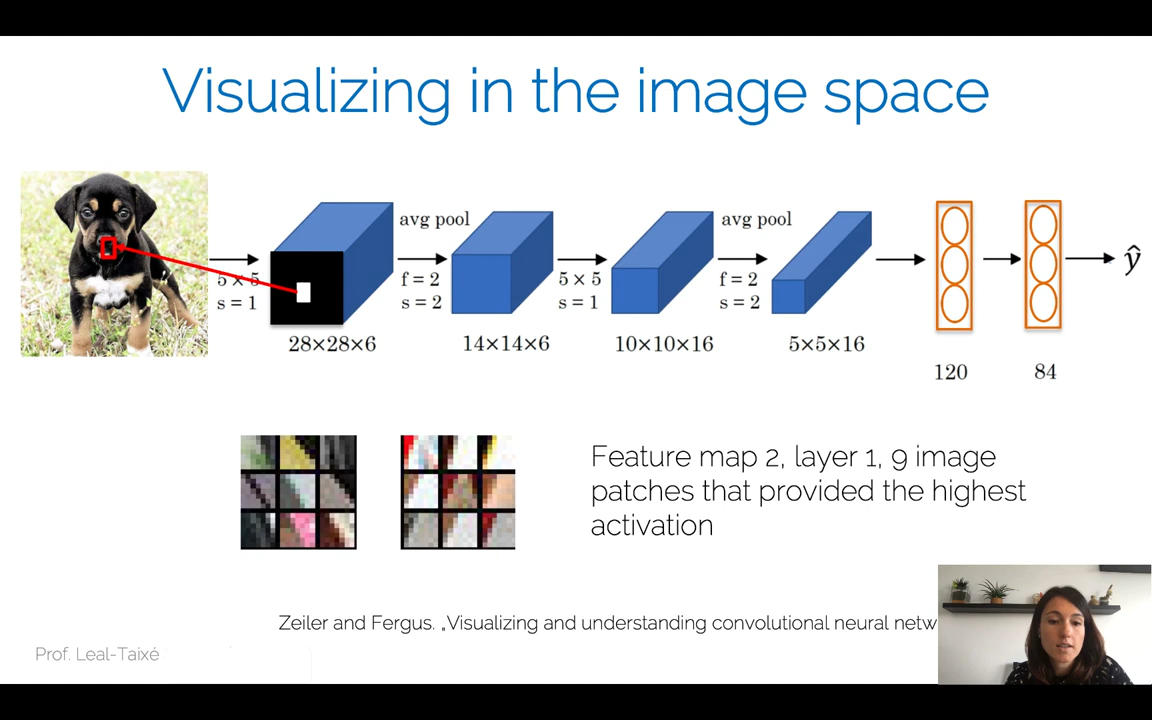 Visualizing in the image space
avg pool
avg pool
5 × 5
s = 1
f = 2
s = 2
5 × 5
s = 1
f = 2
s = 2
ŷ
28×28×6
14×14×6
10×10×16
5×5×16
120
84
Feature map 2, layer 1, 9 image
patches that provided the highest
activation
Zeiler and Fergus. „Visualizing and understanding convolutional neural netw
Prof. Leal-Taixé